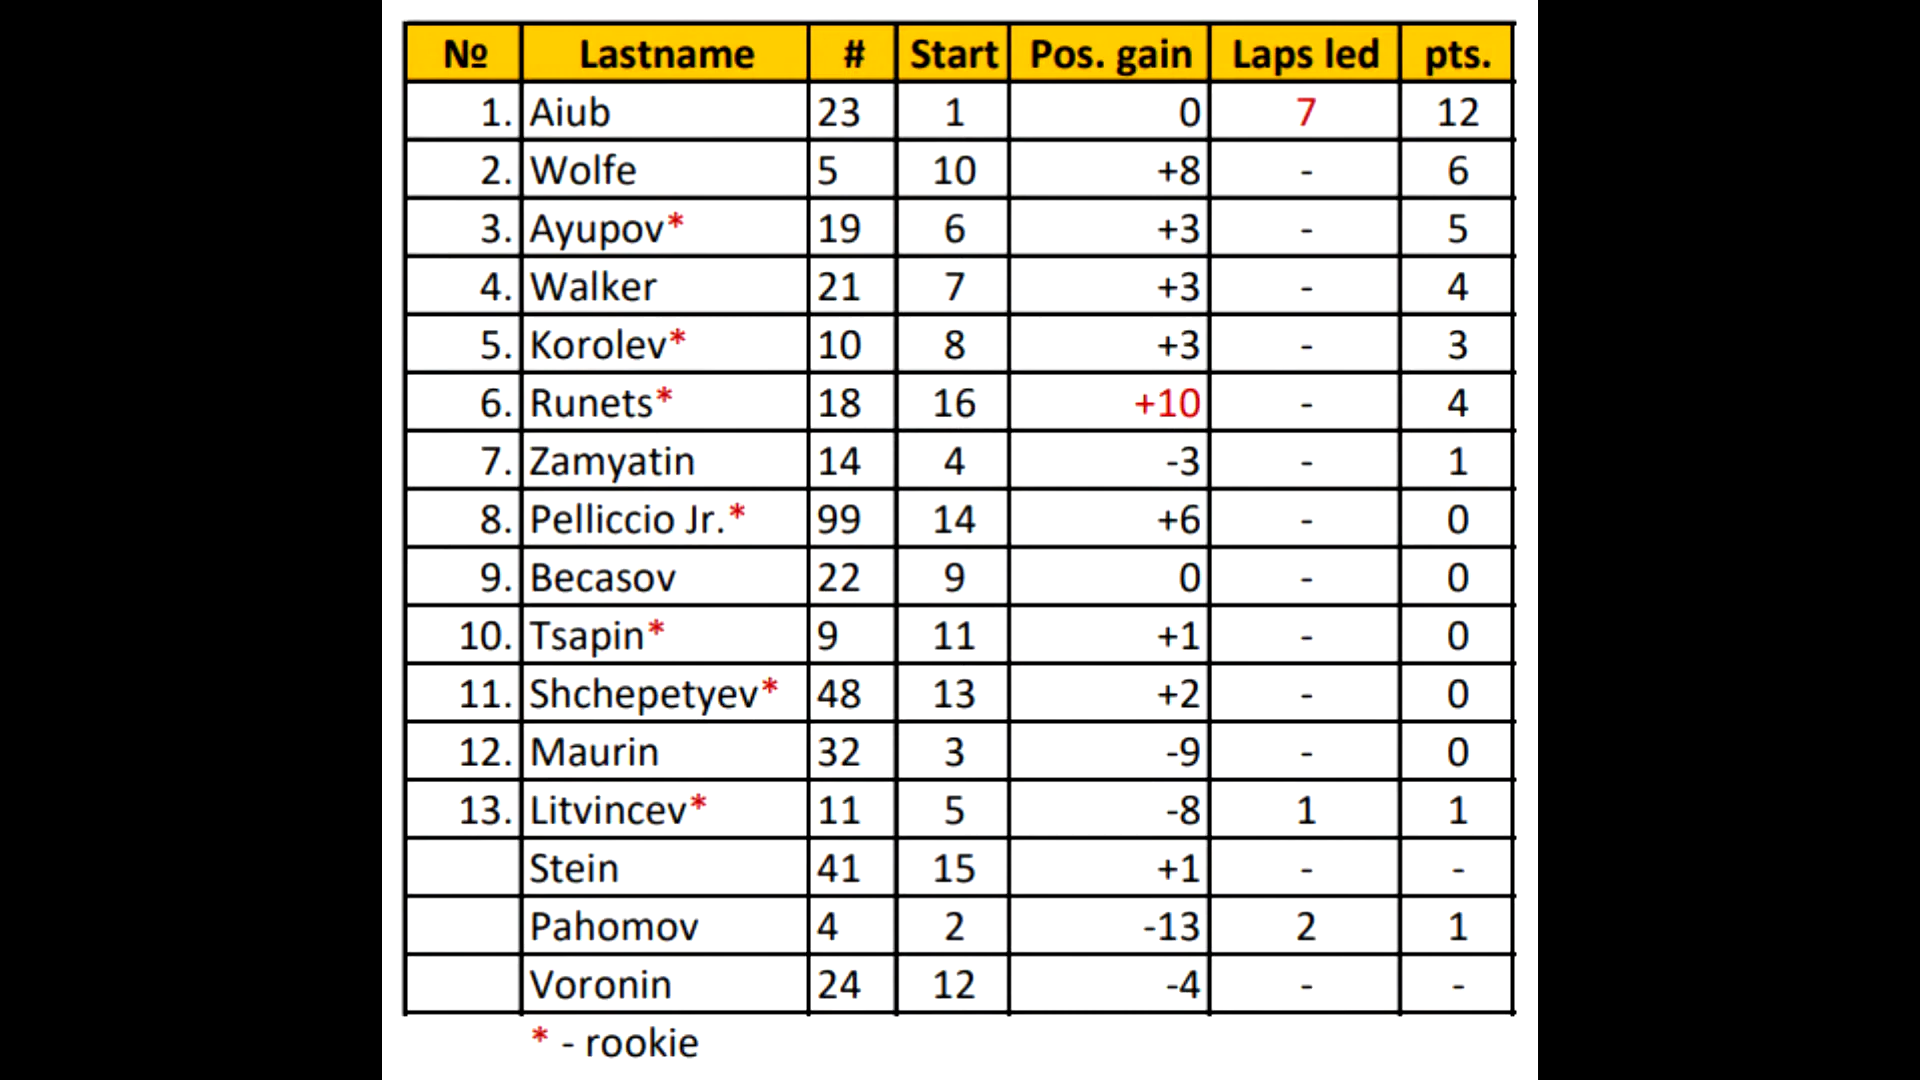 № Lastname # Start Pos. gain Laps led pts.
1. Aiub 23 1 0 7 12
2. Wolfe 5 10 +8 - 6
3. Ayupov* 19 6 +3 - 5
4. Walker 21 7 +3 - 4
5. Korolev* 10 8 +3 - 3
6. Runets* 18 16 +10 - 4
7. Zamyatin 14 4 -3 - 1
8. Pelliccio Jr.* 99 14 +6 - 0
9. Becasov 22 9 0 - 0
10. Tsapin* 9 11 +1 - 0
11. Shchepetyev* 48 13 +2 - 0
12. Maurin 32 3 -9 - 0
13. Litvincev* 11 5 -8 1 1
Stein 41 15 +1 - -
Pahomov 4 2 -13 2 1
Voronin 24 12 -4 - -
* - rookie